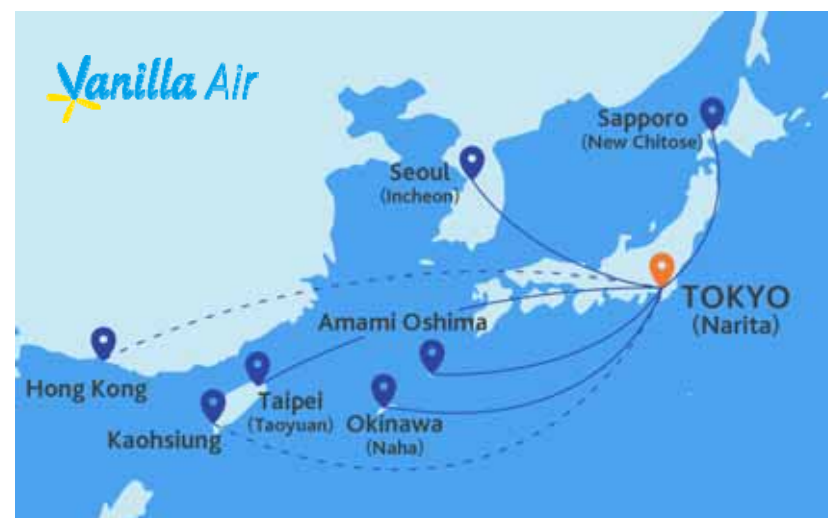 Vanilla Air
Sapporo
(New Chitose)
Seoul
(Incheon)
TOKYO
(Narita)
Amami Oshima
Hong Kong
Taipei
(Taoyuan)
Okinawa
(Naha)
Kaohsiung